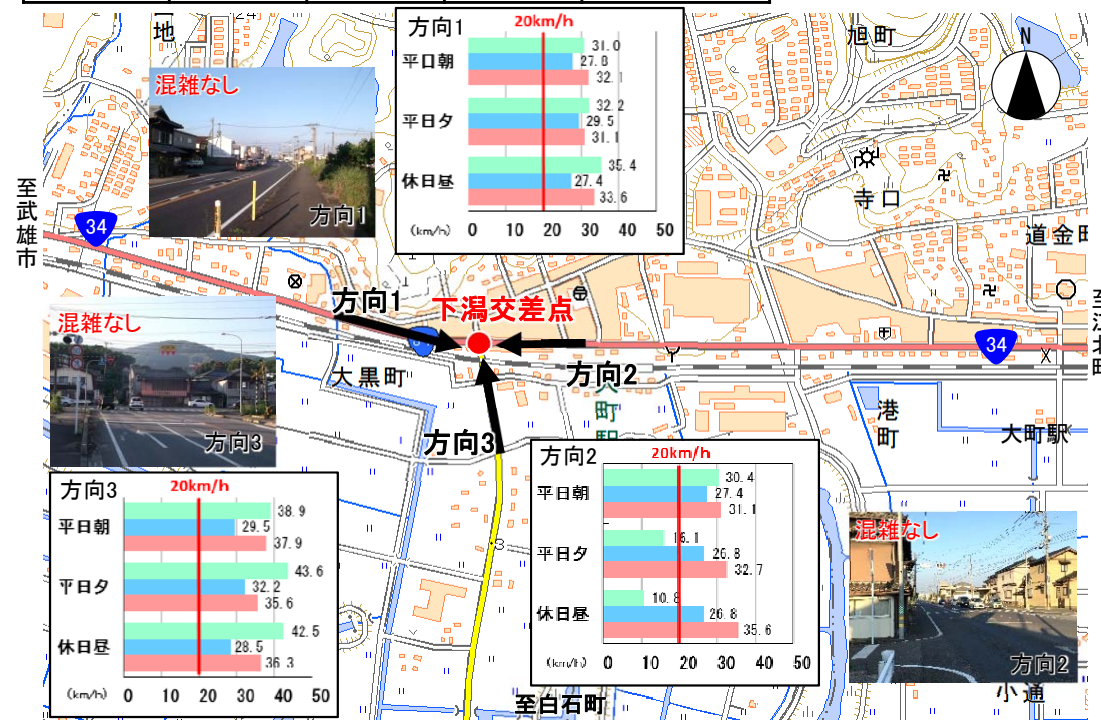 方向1
20km/h
平日朝
31.0
27.8
32.1
平日夕
32.2
29.5
31.1
休日昼
35.4
27.4
33.6
(km/h) 0 10 20 30 40 50
混雑なし
方向1
地
24
旭町
N
寺口
道金町
至武雄市
34
方向1
下潟交差点
方向2
大黒町
34
港町
大町駅
混雑なし
方向3
方向3
方向3
20km/h
平日朝
38.9
29.5
37.9
平日夕
43.6
32.2
35.6
休日昼
42.5
28.5
36.3
(km/h) 0 10 20 30 40 50
方向2
20km/h
平日朝
30.4
27.4
31.1
平日夕
16.1
26.8
32.7
休日昼
10.8
26.8
35.6
(km/h) 0 10 20 30 40 50
混雑なし
方向2
至白石町
小通